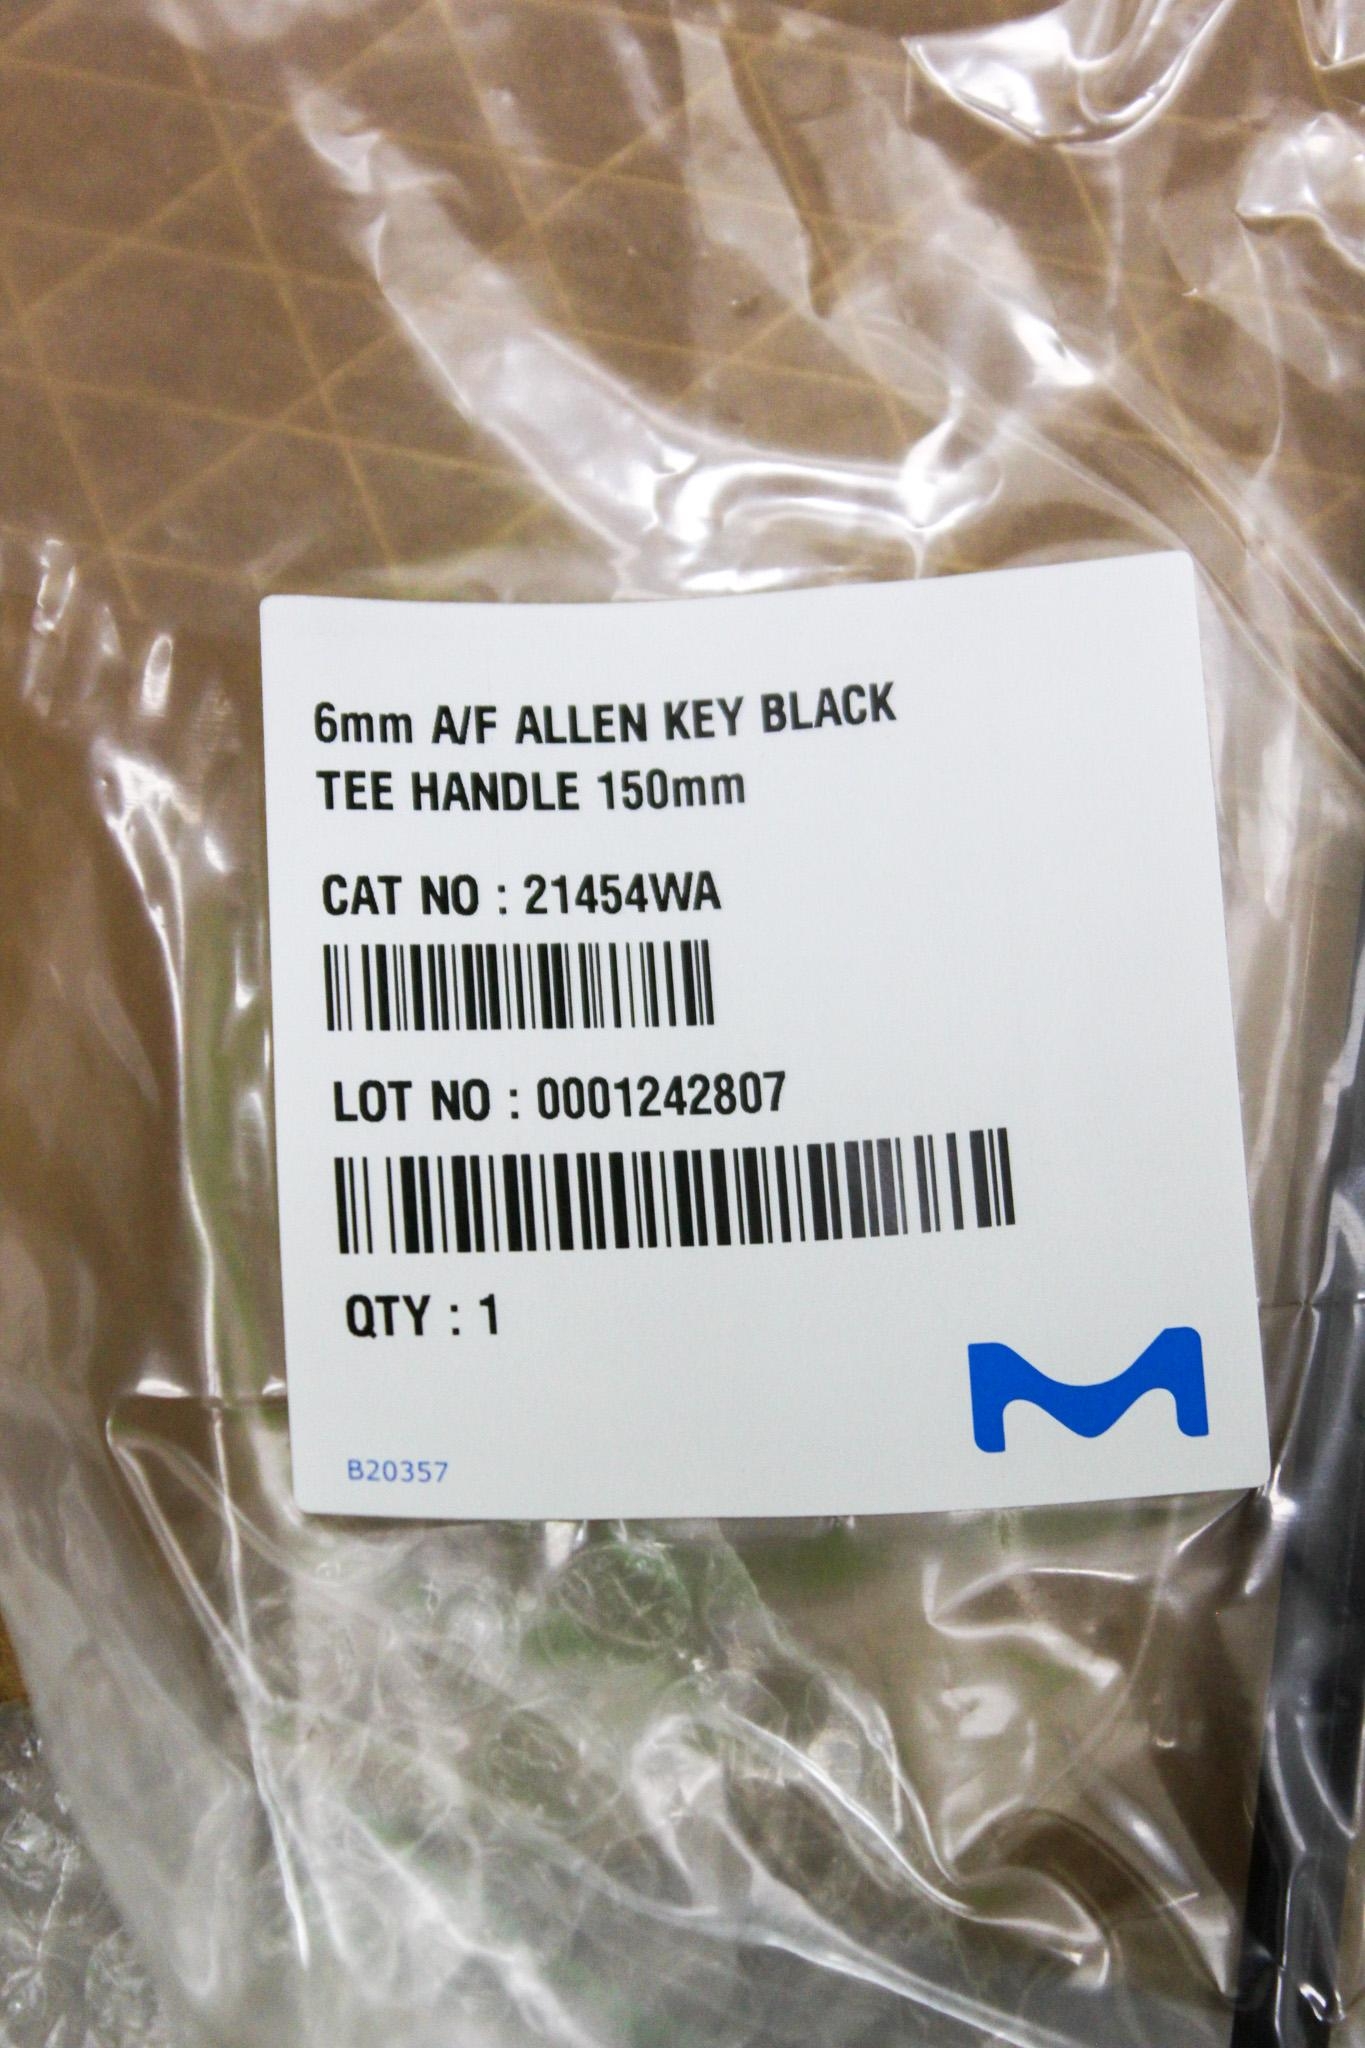 6mm A/F ALLEN KEY BLACK
TEE HANDLE 150mm
CAT NO : 21454WA
LOT NO : 0001242807
QTY : 1
M
B20357